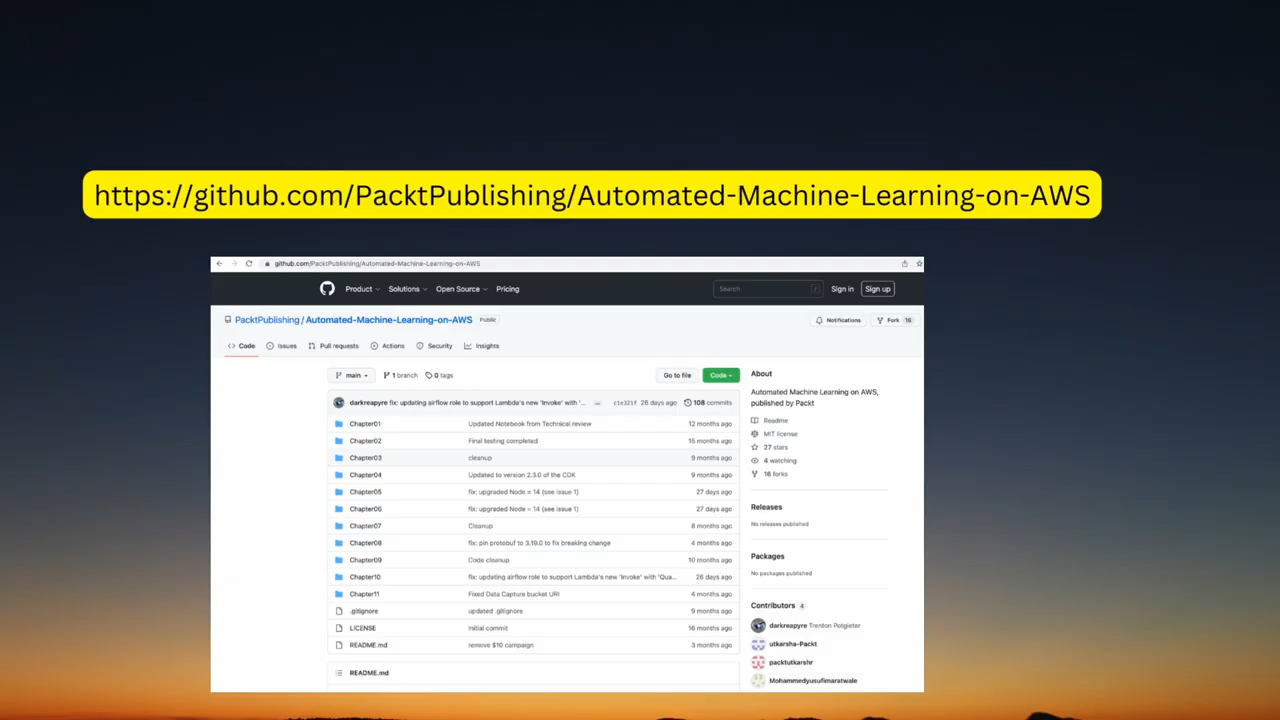 https://github.com/PacktPublishing/Automated-Machine-Learning-on-AWS
github.com/PacktPublishing/Automated-Machine-Learning-on-AWS
Product Solutions Open Source Pricing Search / Sign in Sign up
PacktPublishing / Automated-Machine-Learning-on-AWS Public Notifications Fork 16
Code Issues Pull requests Actions Security Insights
main 1 branch 0 tags Go to file Code
About
Automated Machine Learning on AWS,
published by Packt
Readme
MIT license
27 stars
4 watching
16 forks
Releases
No releases published
Packages
No packages published
Contributors 4
darkreapyre Trenton Potgieter
utkarsha-Packt
packtutkarshr
Mohammedyusufimaratwale
darkreapyre fix: updating airflow role to support Lambda's new 'Invoke' with '... ... c1e321f 26 days ago 108 commits
Chapter01 Updated Notebook from Technical review 12 months ago
Chapter02 Final testing completed 15 months ago
Chapter03 cleanup 9 months ago
Chapter04 Updated to version 2.3.0 of the CDK 9 months ago
Chapter05 fix: upgraded Node = 14 (see issue 1) 27 days ago
Chapter06 fix: upgraded Node = 14 (see issue 1) 27 days ago
Chapter07 Cleanup 8 months ago
Chapter08 fix: pin protobuf to 3.19.0 to fix breaking change 4 months ago
Chapter09 Code cleanup 10 months ago
Chapter10 fix: updating airflow role to support Lambda's new 'Invoke' with 'Qua... 26 days ago
Chapter11 Fixed Data Capture bucket URI 4 months ago
.gitignore updated .gitignore 9 months ago
LICENSE Initial commit 16 months ago
README.md remove $10 campaign 3 months ago
README.md